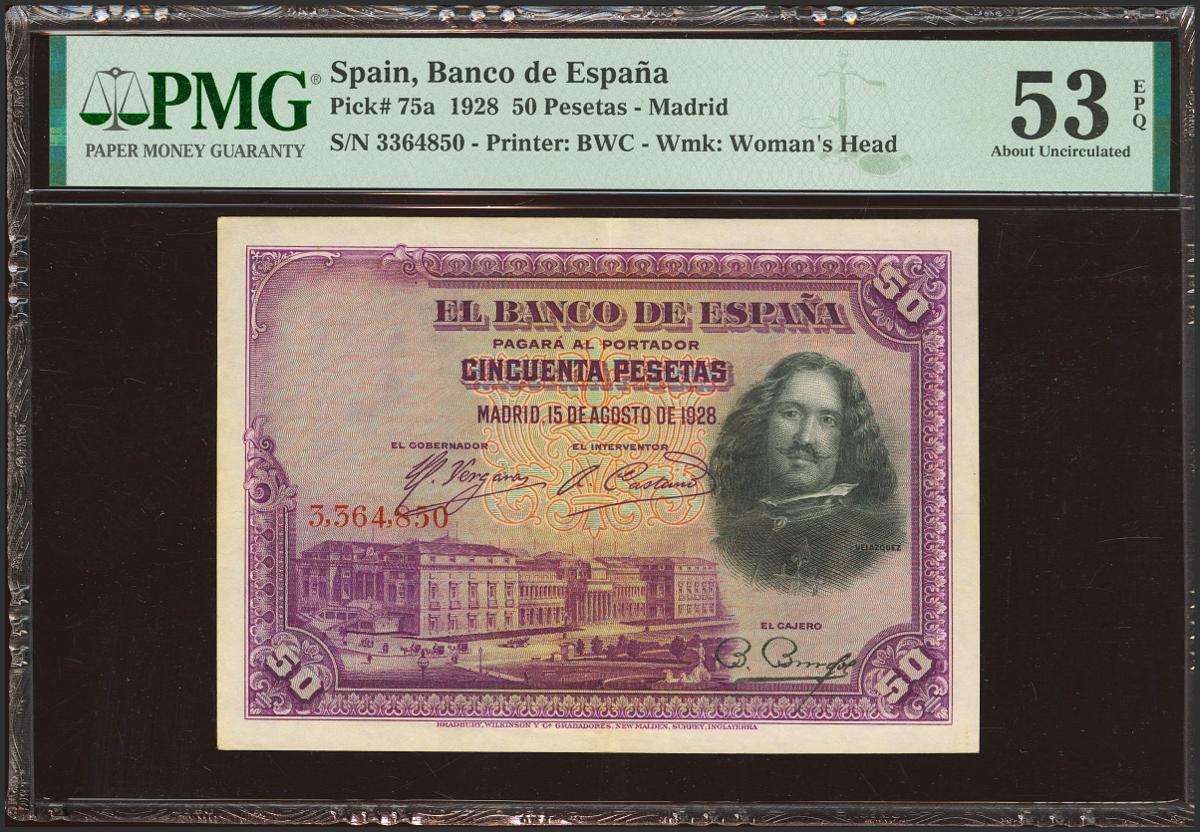 PMG®
PAPER MONEY GUARANTY
Spain, Banco de España
Pick# 75a 1928 50 Pesetas - Madrid
S/N 3364850 - Printer: BWC - Wmk: Woman's Head
53
EPQ
About Uncirculated
50
EL BANCO DE ESPAÑA
PAGARÁ AL PORTADOR
CINCUENTA PESETAS
MADRID, 15 DE AGOSTO DE 1928.
EL GOBERNADOR
EL INTERVENTOR
3,364,850
VELAZQUEZ
EL CAJERO
50
50
BRADBURY, WILKINSON Y Cª GRABADORES, NEW MALDEN, SURREY, INGLATERRA